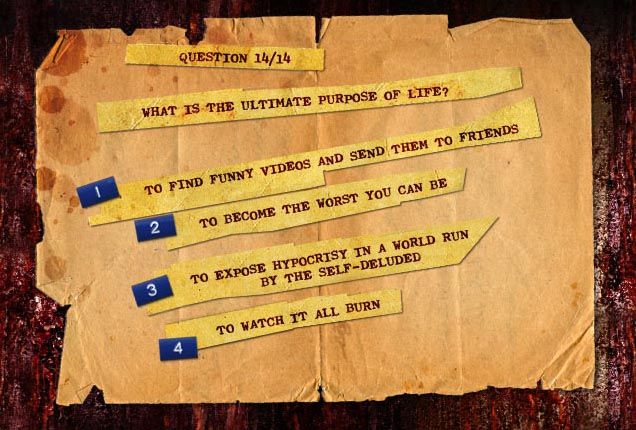 QUESTION 14/14
WHAT IS THE ULTIMATE PURPOSE OF LIFE?
1 TO FIND FUNNY VIDEOS AND SEND THEM TO FRIENDS
2 TO BECOME THE WORST YOU CAN BE
3 TO EXPOSE HYPOCRISY IN A WORLD RUN
BY THE SELF-DELUDED
4 TO WATCH IT ALL BURN